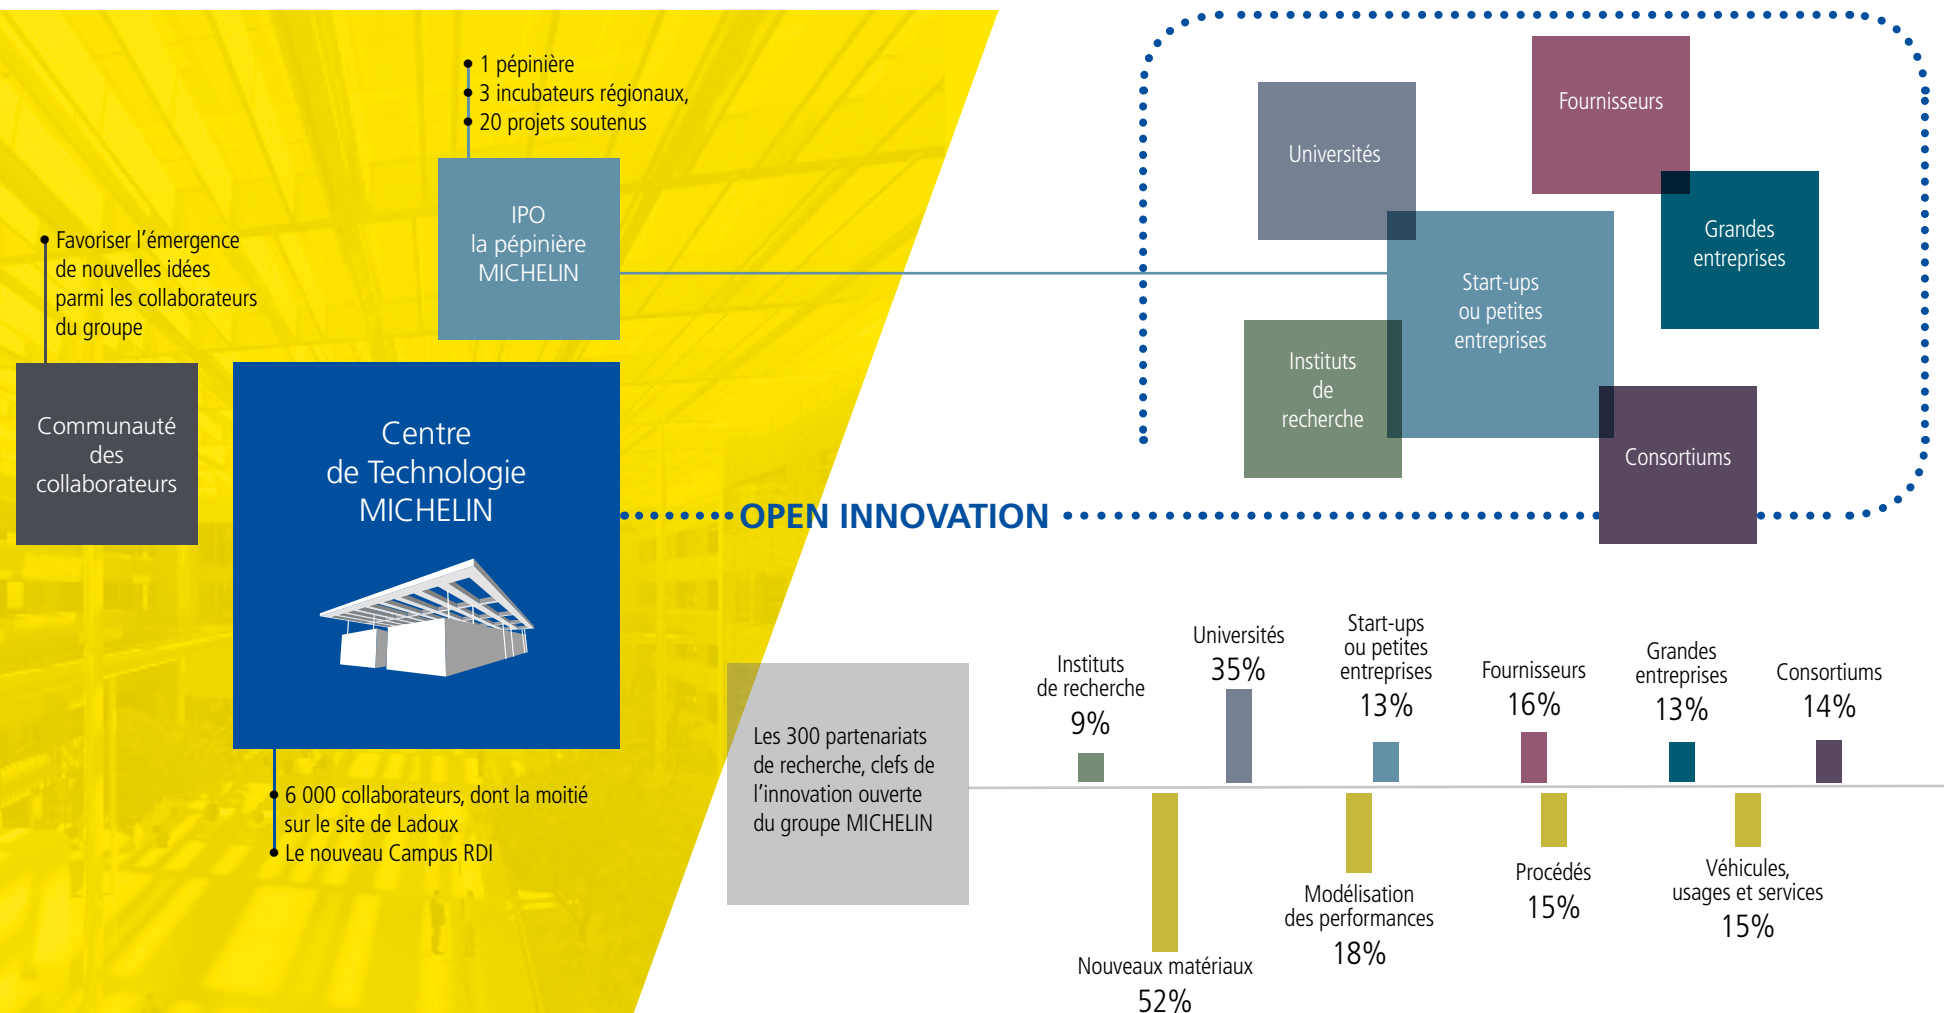 1 pépinière
3 incubateurs régionaux,
20 projets soutenus
IPO
la pépinière
MICHELIN
Favoriser l'émergence
de nouvelles idées
parmi les collaborateurs
du groupe
Communauté
des
collaborateurs
Centre
de Technologie
MICHELIN
6 000 collaborateurs, dont la moitié
sur le site de Ladoux
Le nouveau Campus RDI
OPEN INNOVATION
Universités
Fournisseurs
Grandes
entreprises
Start-ups
ou petites
entreprises
Instituts
de
recherche
Consortiums
Les 300 partenariats
de recherche, clefs de
l'innovation ouverte
du groupe MICHELIN
Instituts
de recherche
9%
Universités
35%
Start-ups
ou petites
entreprises
13%
Fournisseurs
16%
Grandes
entreprises
13%
Consortiums
14%
Nouveaux matériaux
52%
Modélisation
des performances
18%
Procédés
15%
Véhicules,
usages et services
15%